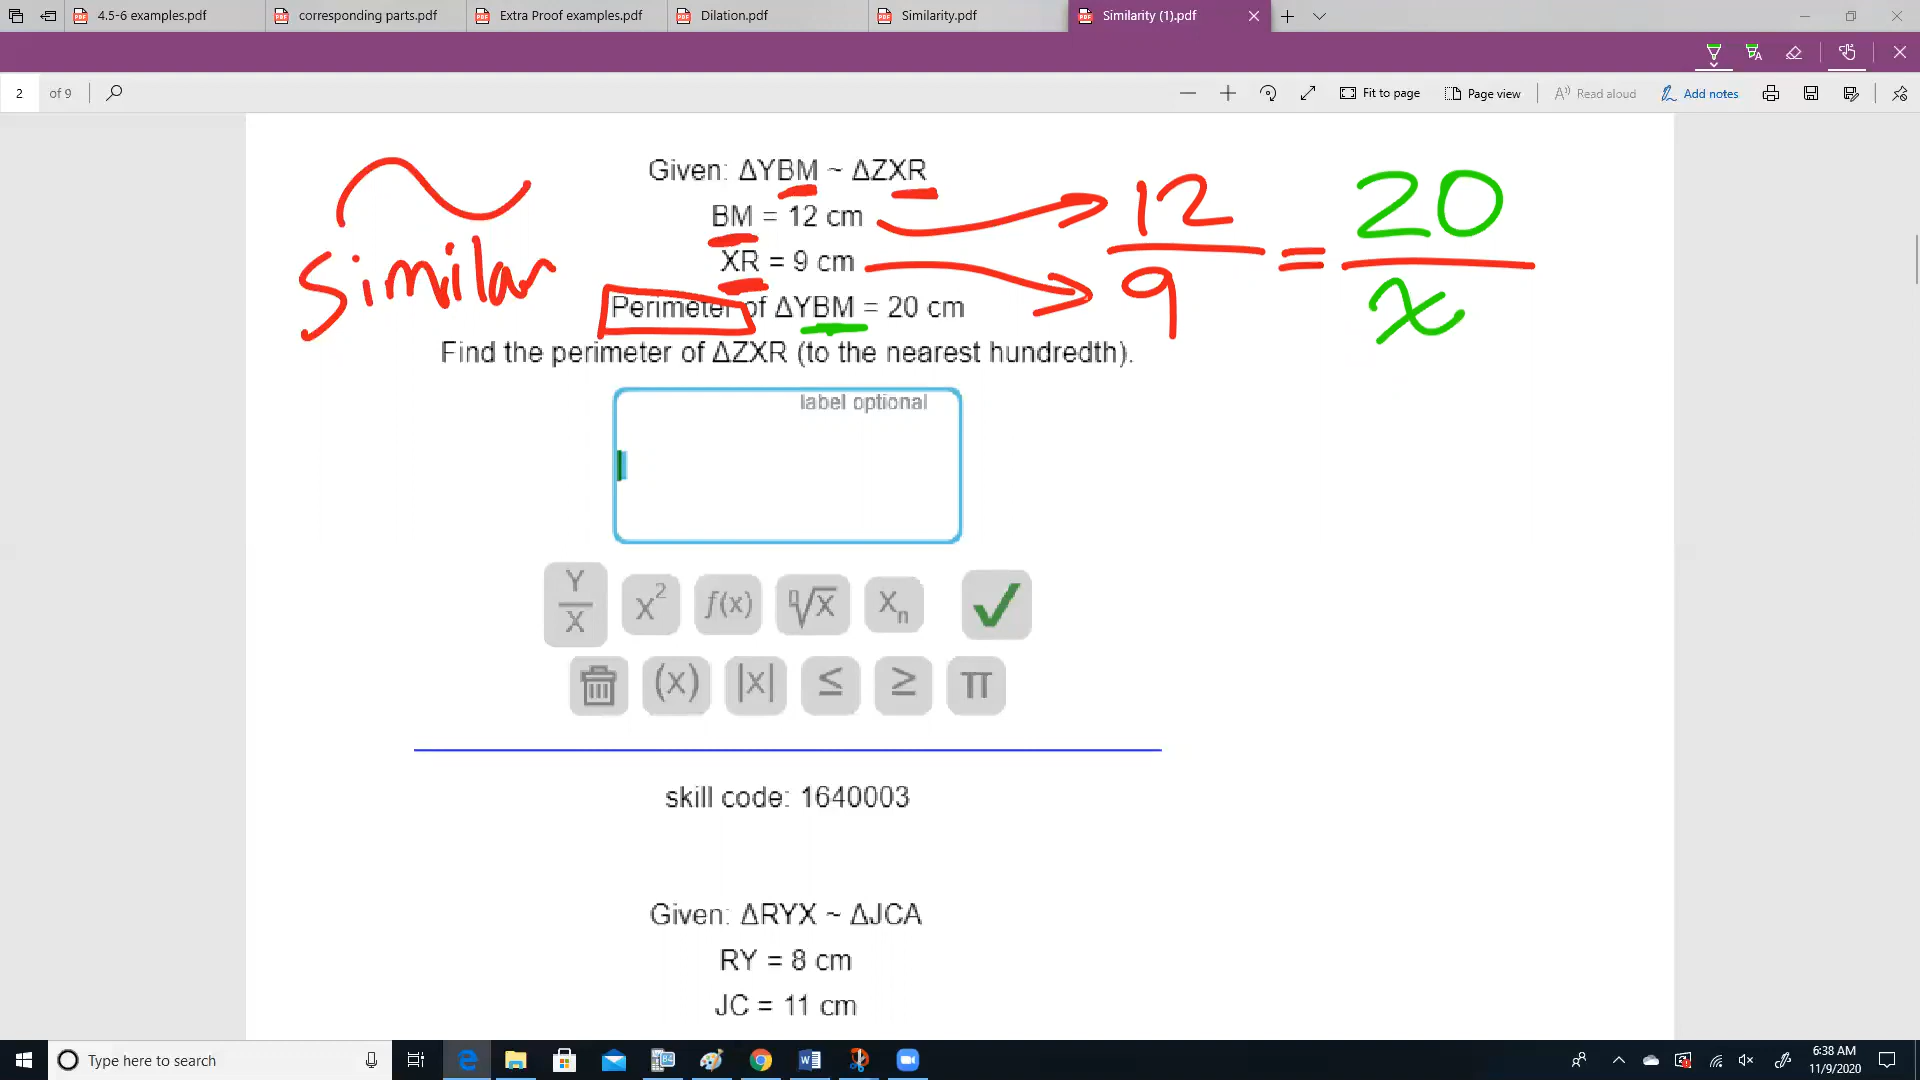 4.5-6 examples.pdf
corresponding parts.pdf
Extra Proof examples.pdf
Dilation.pdf
Similarity.pdf
Similarity (1).pdf
2 of 9
Fit to page
Page view
Read aloud
Add notes
Given: ΔYBM ~ ΔZXR
BM = 12 cm
XR = 9 cm
Perimeter of ΔYBM = 20 cm
Find the perimeter of ΔZXR (to the nearest hundredth).
~
Similar
12/9 = 20/x
label optional
Y/X
x²
f(x)
ⁿ√x
Xₙ
(x)
|x|
≤
≥
π
skill code: 1640003
Given: ΔRYX ~ ΔJCA
RY = 8 cm
JC = 11 cm
Type here to search
6:38 AM
11/9/2020